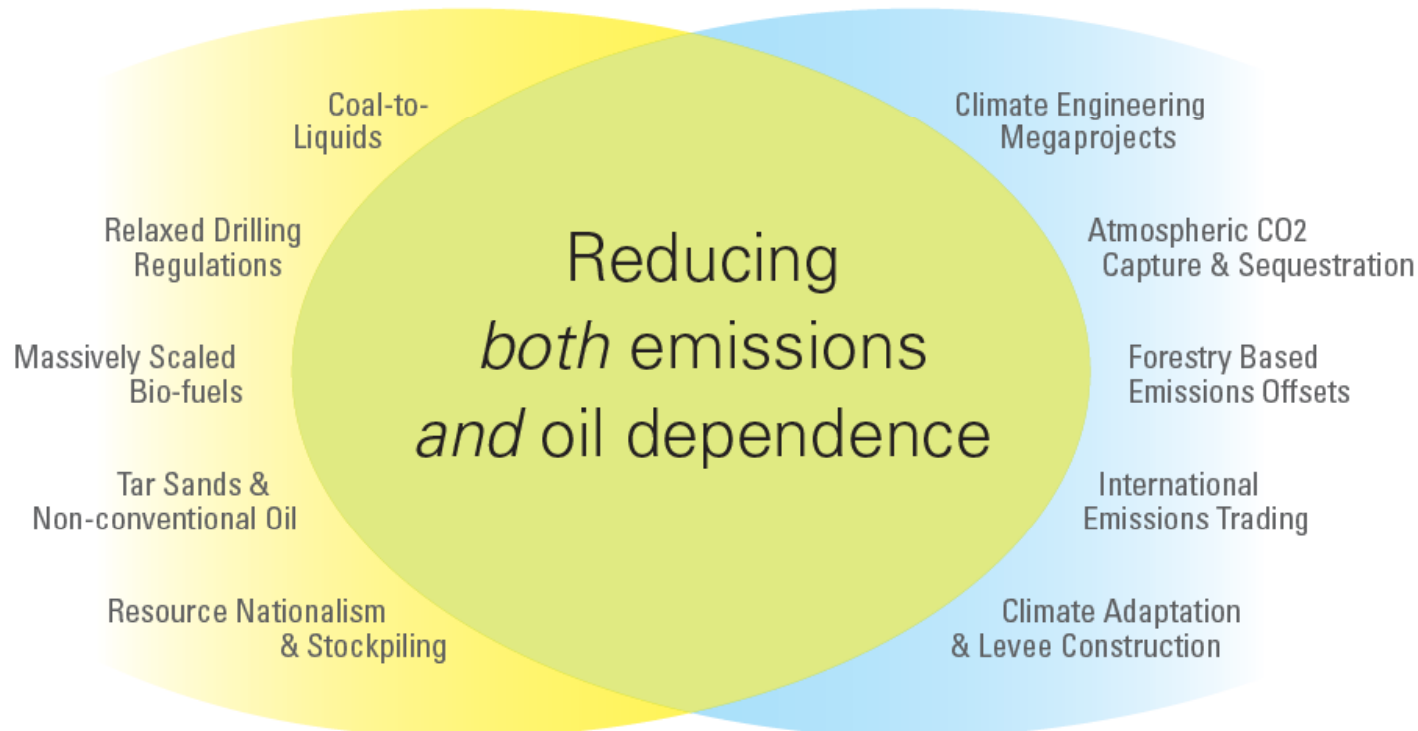 Coal-to-
Liquids
Relaxed Drilling
Regulations
Massively Scaled
Bio-fuels
Tar Sands &
Non-conventional Oil
Resource Nationalism
& Stockpiling
Reducing
both emissions
and oil dependence
Climate Engineering
Megaprojects
Atmospheric CO2
Capture & Sequestration
Forestry Based
Emissions Offsets
International
Emissions Trading
Climate Adaptation
& Levee Construction